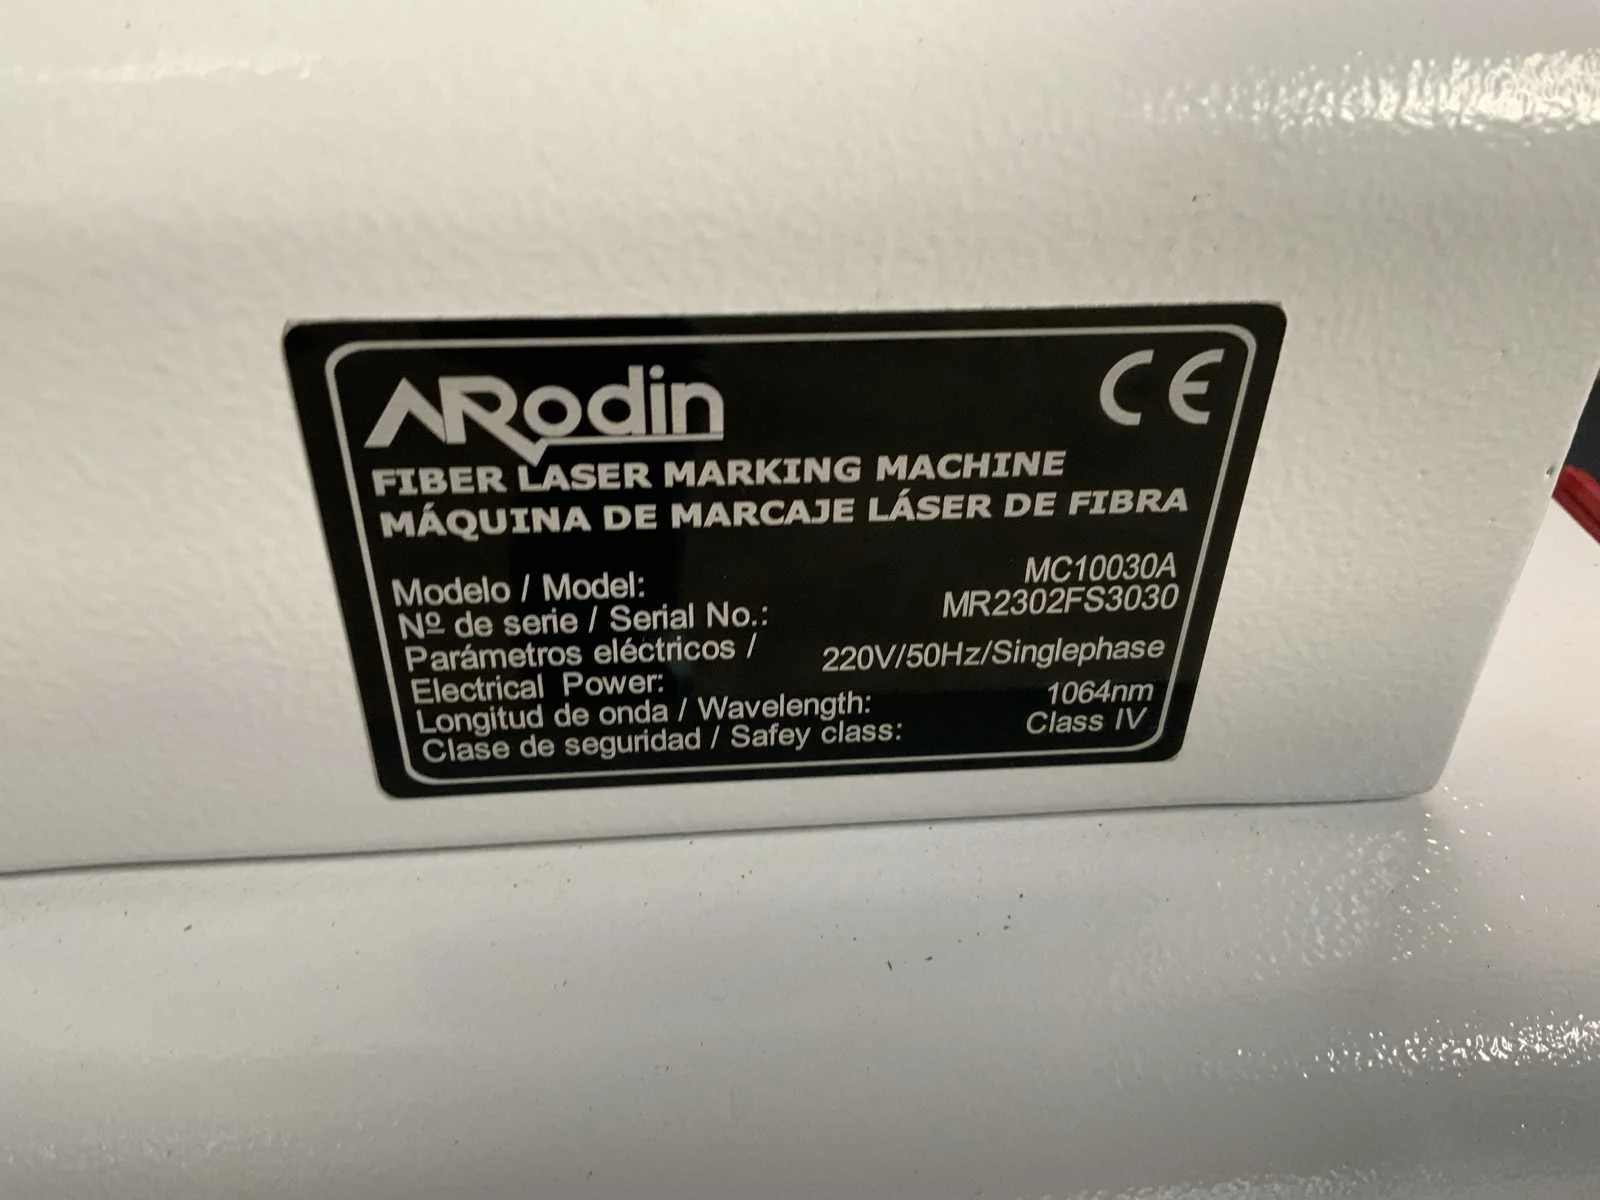 ARodin
CE
FIBER LASER MARKING MACHINE
MÁQUINA DE MARCAJE LÁSER DE FIBRA
Modelo / Model: MC10030A
Nº de serie / Serial No.: MR2302FS3030
Parámetros eléctricos /
Electrical Power: 220V/50Hz/Singlephase
Longitud de onda / Wavelength: 1064nm
Clase de seguridad / Safey class: Class IV